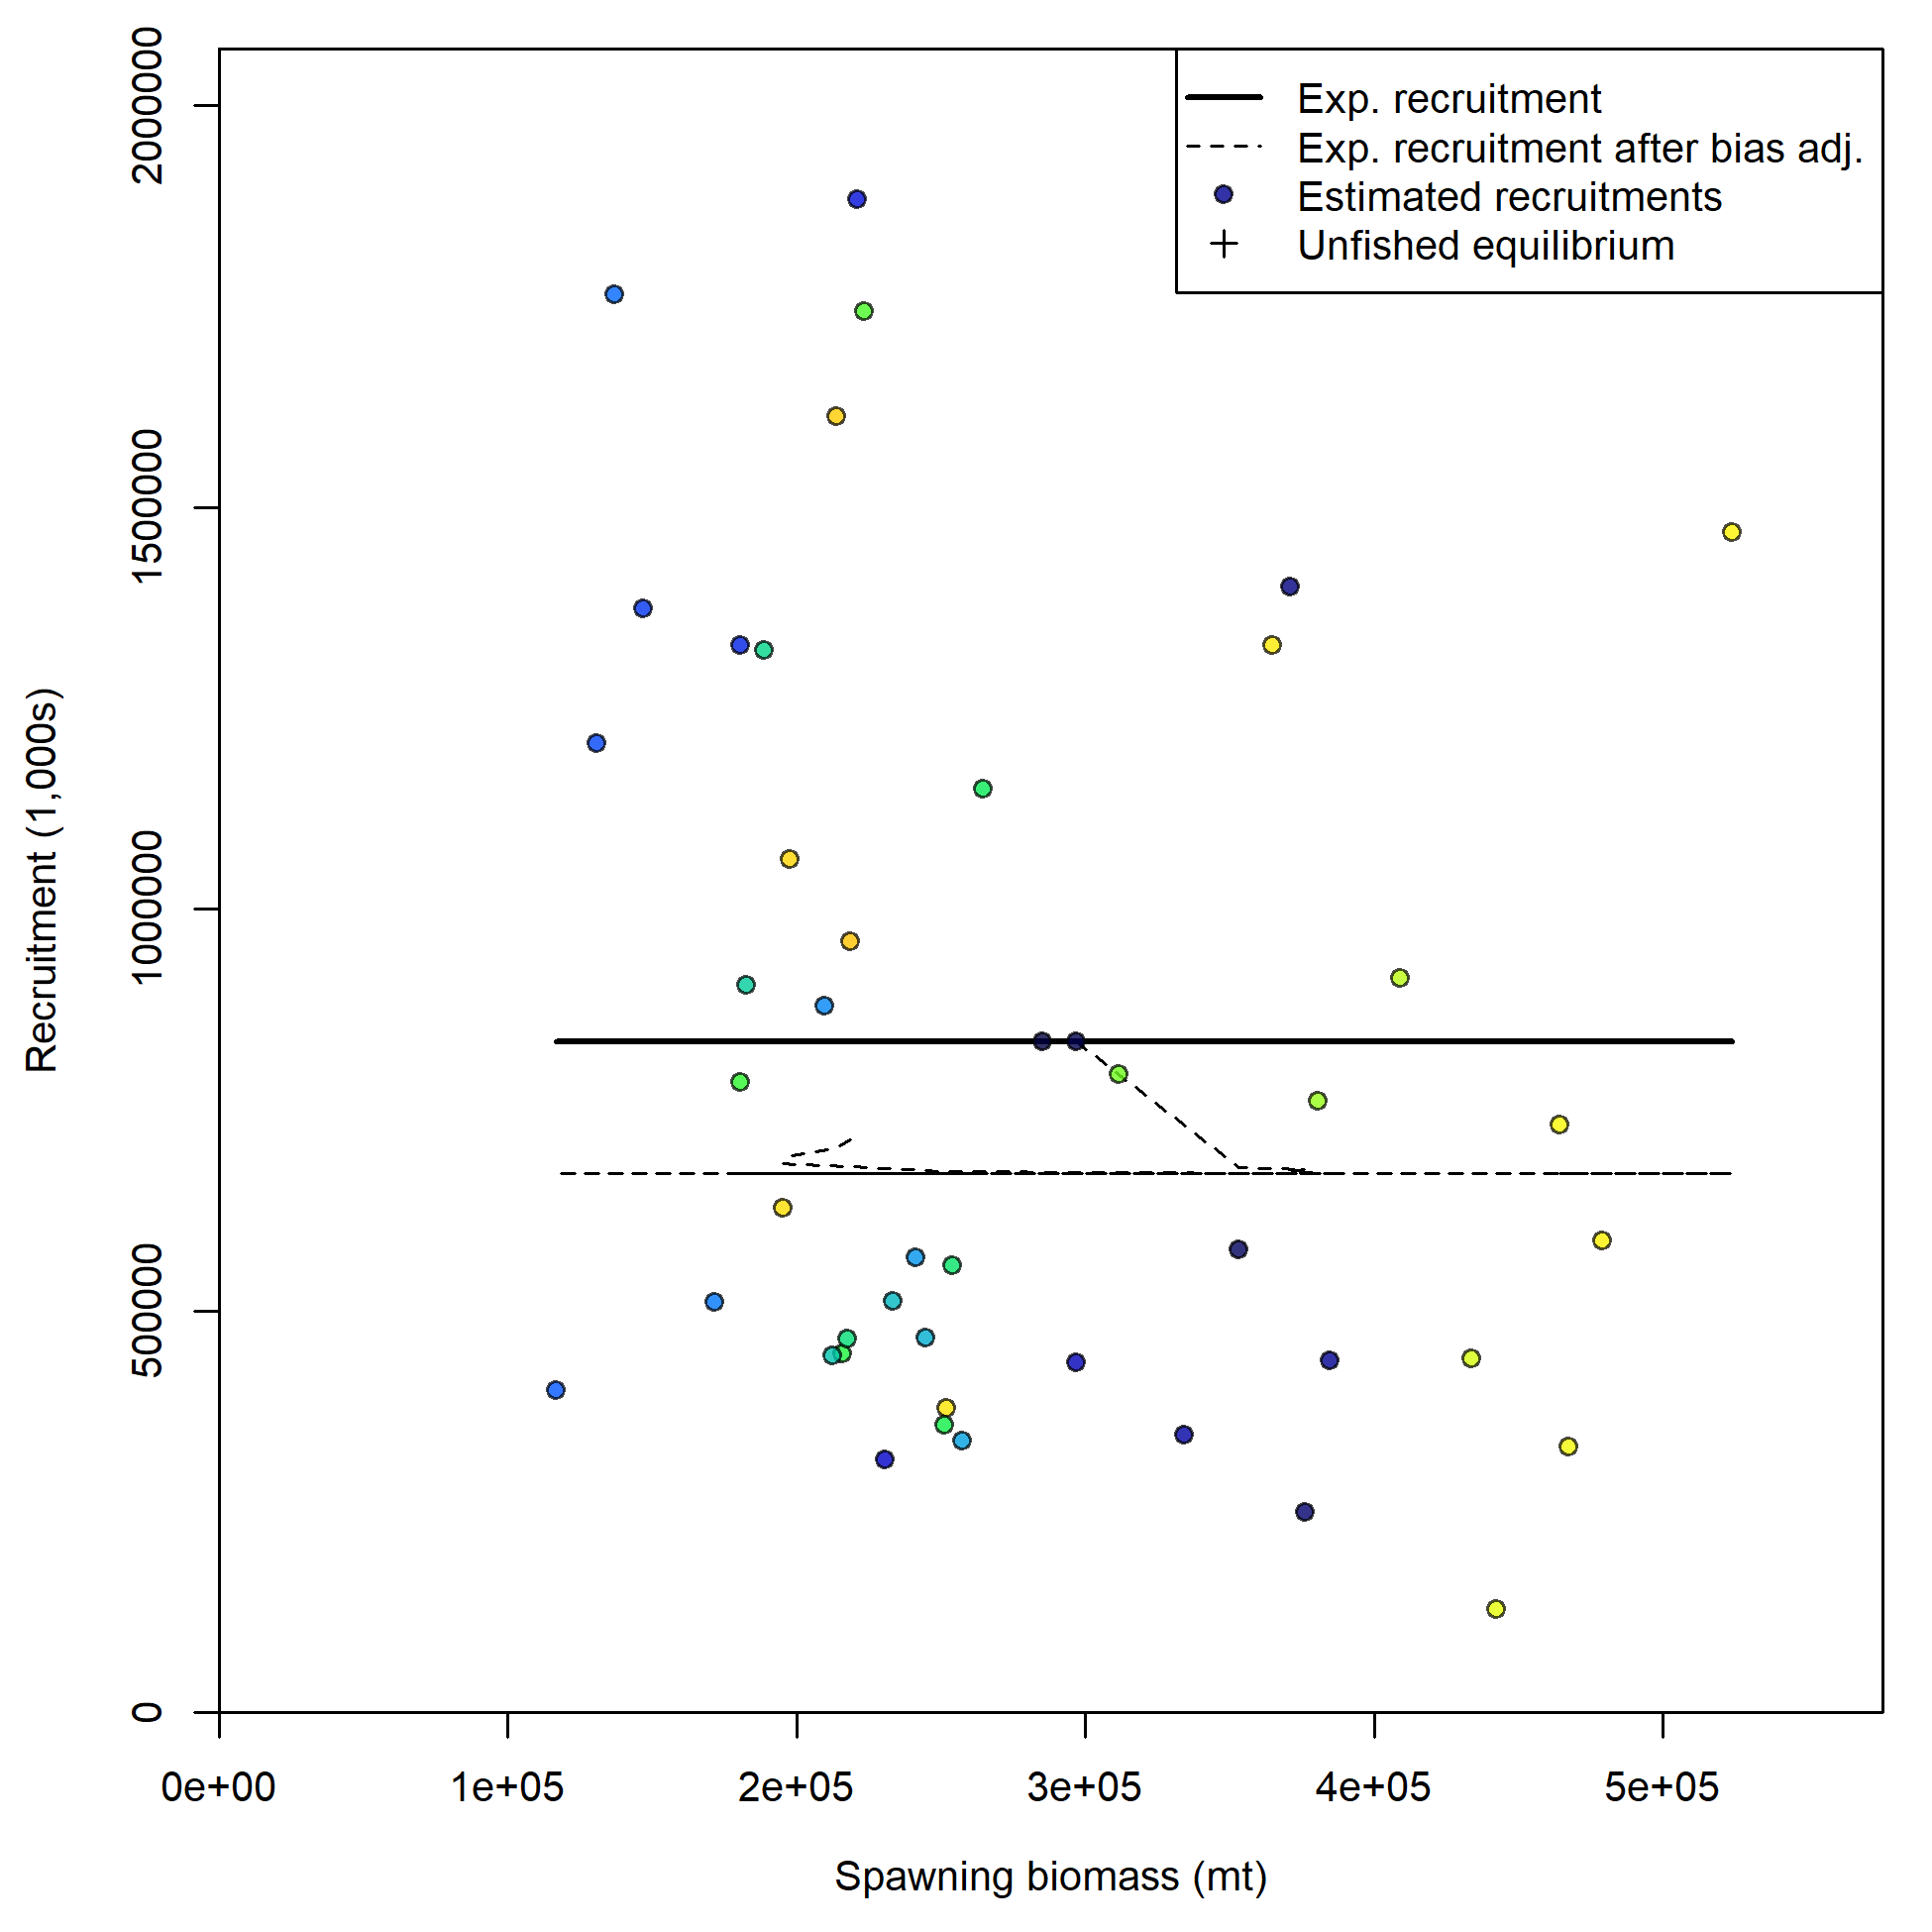 Exp. recruitment
Exp. recruitment after bias adj.
Estimated recruitments
Unfished equilibrium
Recruitment (1,000s)
2000000
1500000
1000000
500000
0
0e+00 1e+05 2e+05 3e+05 4e+05 5e+05
Spawning biomass (mt)